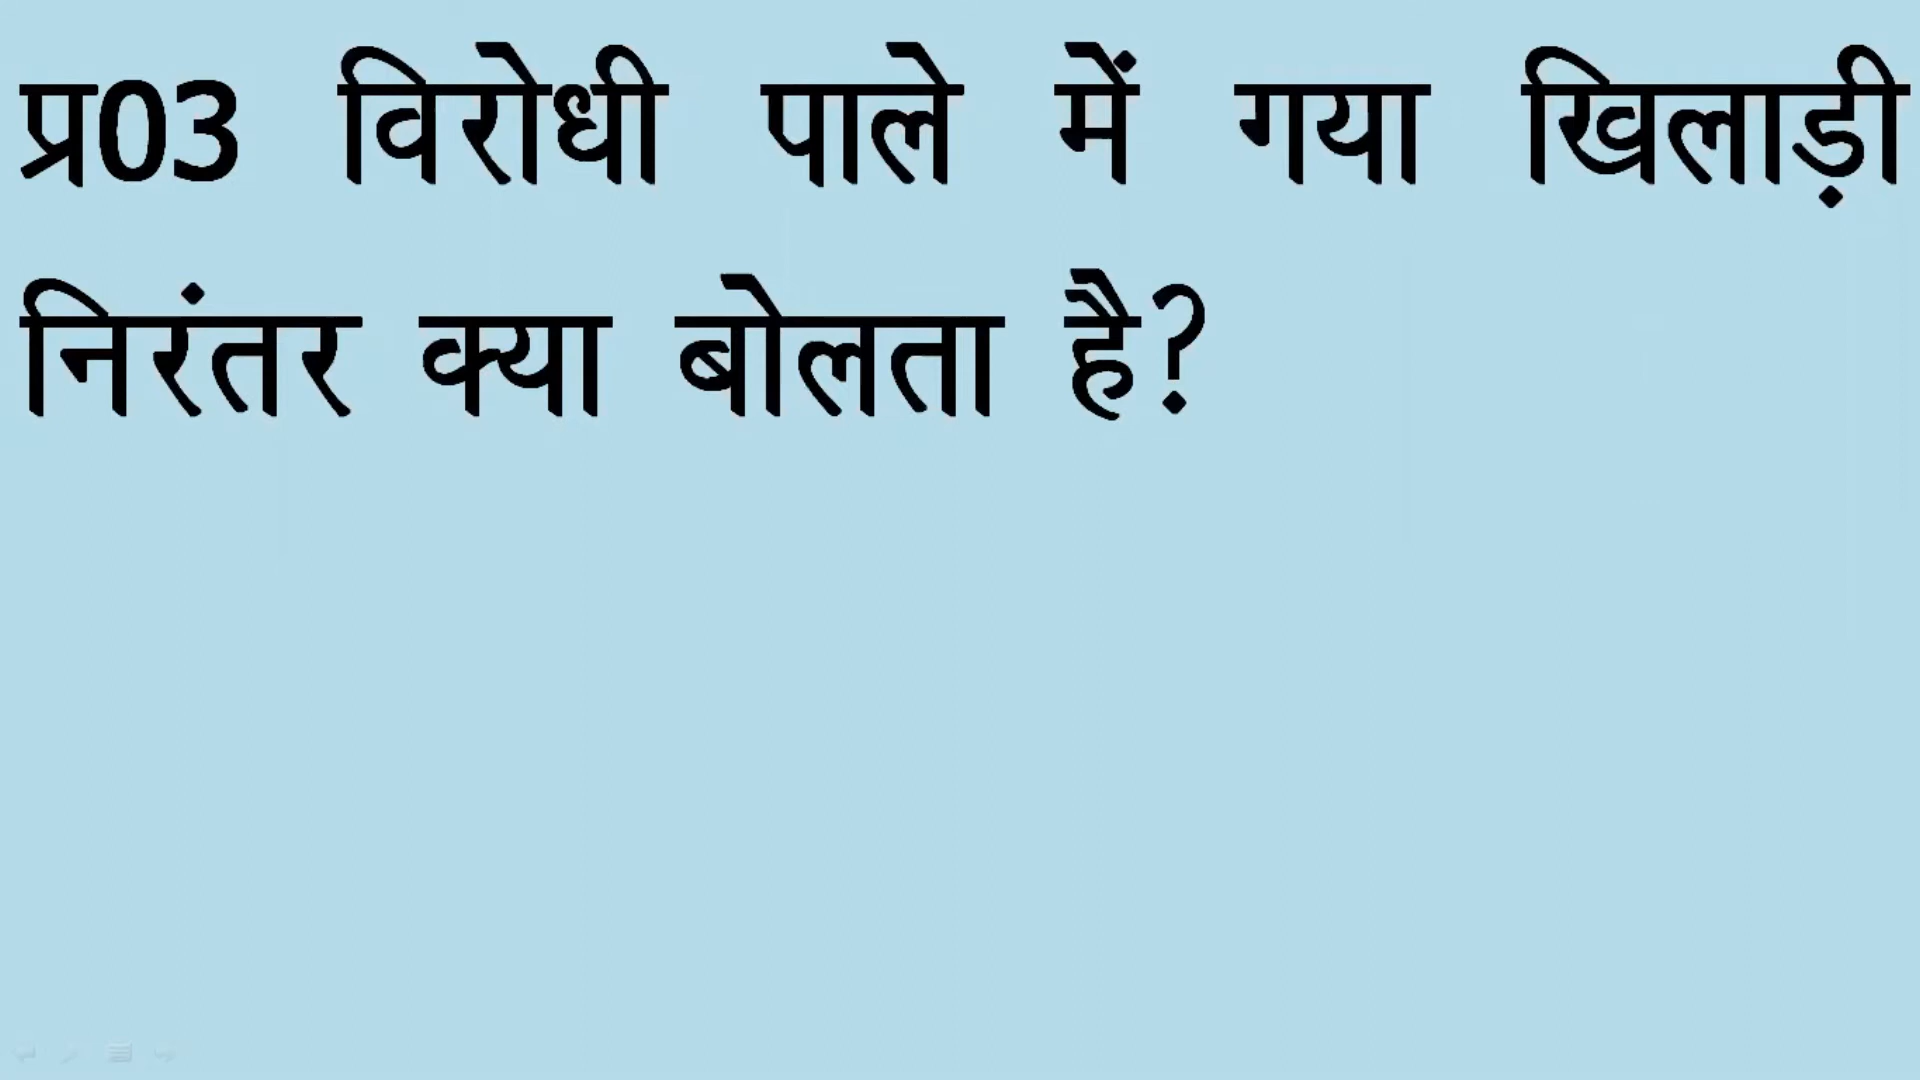 प्र03 विरोधी पाले में गया खिलाड़ी
निरंतर क्या बोलता है?